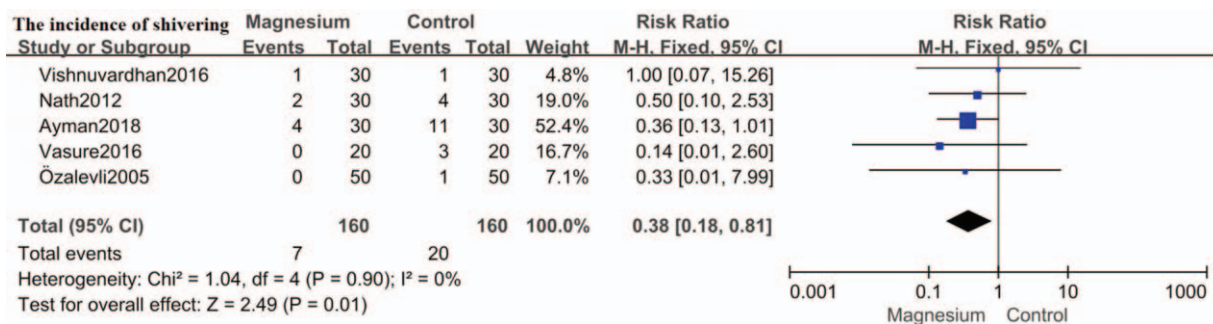 The incidence of shivering Magnesium Control Risk Ratio Risk Ratio
Study or Subgroup Events Total Events Total Weight M-H. Fixed. 95% CI M-H. Fixed. 95% CI
Vishnuvardhan2016 1 30 1 30 4.8% 1.00 [0.07, 15.26]
Nath2012 2 30 4 30 19.0% 0.50 [0.10, 2.53]
Ayman2018 4 30 11 30 52.4% 0.36 [0.13, 1.01]
Vasure2016 0 20 3 20 16.7% 0.14 [0.01, 2.60]
Özalevli2005 0 50 1 50 7.1% 0.33 [0.01, 7.99]
Total (95% CI) 160 160 100.0% 0.38 [0.18, 0.81]
Total events 7 20
Heterogeneity: Chi² = 1.04, df = 4 (P = 0.90); I² = 0%
Test for overall effect: Z = 2.49 (P = 0.01)
0.001 0.1 1 10 1000
Magnesium Control